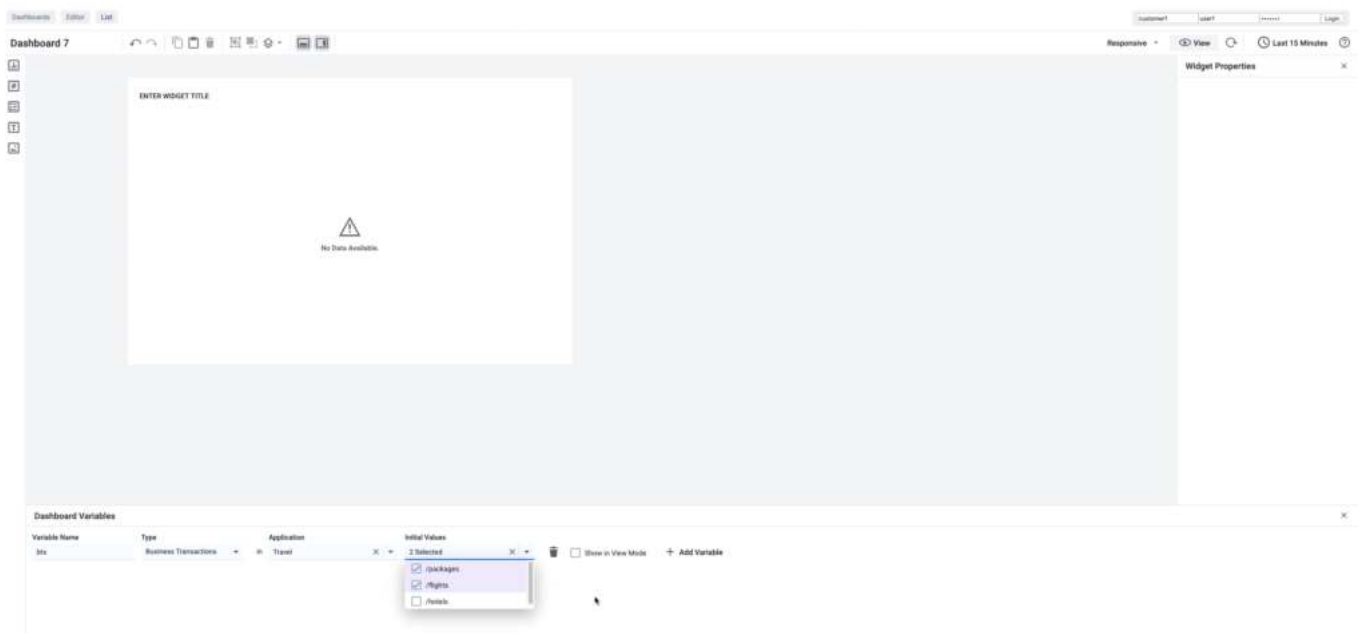 Dashboards Editor List
customer1 user1 ••••••• Login
Dashboard 7
Responsive View Last 15 Minutes
Widget Properties
ENTER WIDGET TITLE
No Data Available.
Dashboard Variables
Variable Name Type Application Initial Values
bts Business Transactions in Travel 2 Selected Show in View Mode + Add Variable
/packages
/flights
/hotels